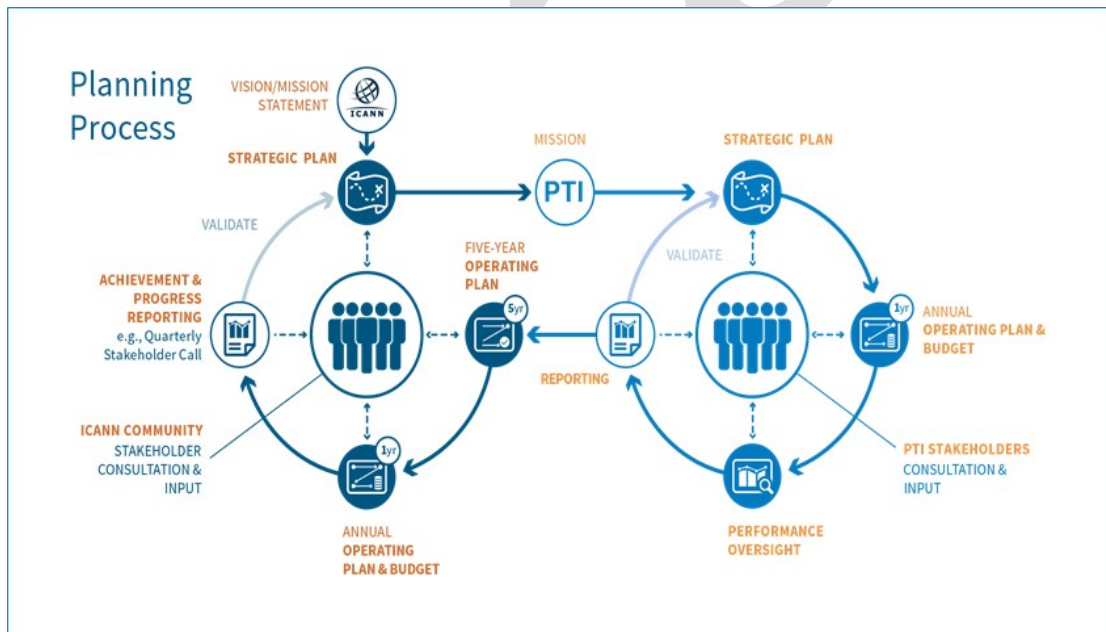 Planning
Process
VISION/MISSION
STATEMENT
ICANN
STRATEGIC PLAN
MISSION
PTI
STRATEGIC PLAN
VALIDATE
VALIDATE
FIVE-YEAR
OPERATING
PLAN
5yr
ACHIEVEMENT &
PROGRESS
REPORTING
e.g., Quarterly
Stakeholder Call
1yr
ANNUAL
OPERATING PLAN &
BUDGET
REPORTING
ICANN COMMUNITY
STAKEHOLDER
CONSULTATION &
INPUT
1yr
PTI STAKEHOLDERS
CONSULTATION &
INPUT
ANNUAL
OPERATING
PLAN & BUDGET
PERFORMANCE
OVERSIGHT